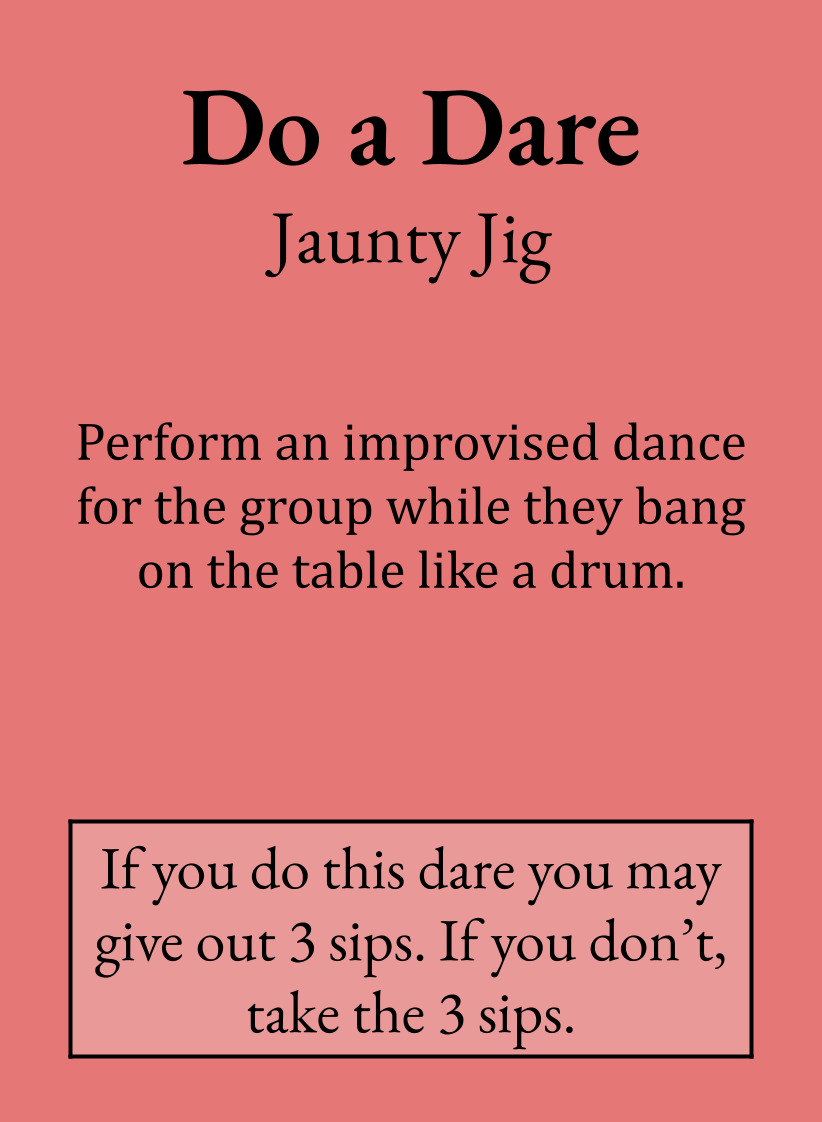 Do a Dare
Jaunty Jig
Perform an improvised dance
for the group while they bang
on the table like a drum.
If you do this dare you may
give out 3 sips. If you don’t,
take the 3 sips.